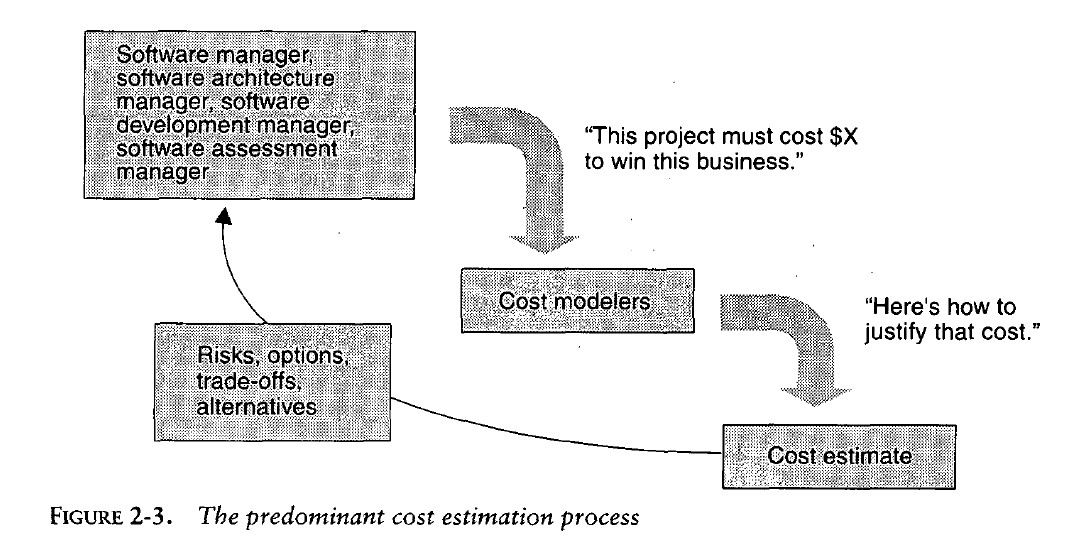 Software manager,
software architecture
manager, software
development manager,
software assessment
manager
"This project must cost $X
to win this business."
Cost modelers
"Here's how to
justify that cost."
Risks, options,
trade-offs,
alternatives
Cost estimate
FIGURE 2-3. The predominant cost estimation process